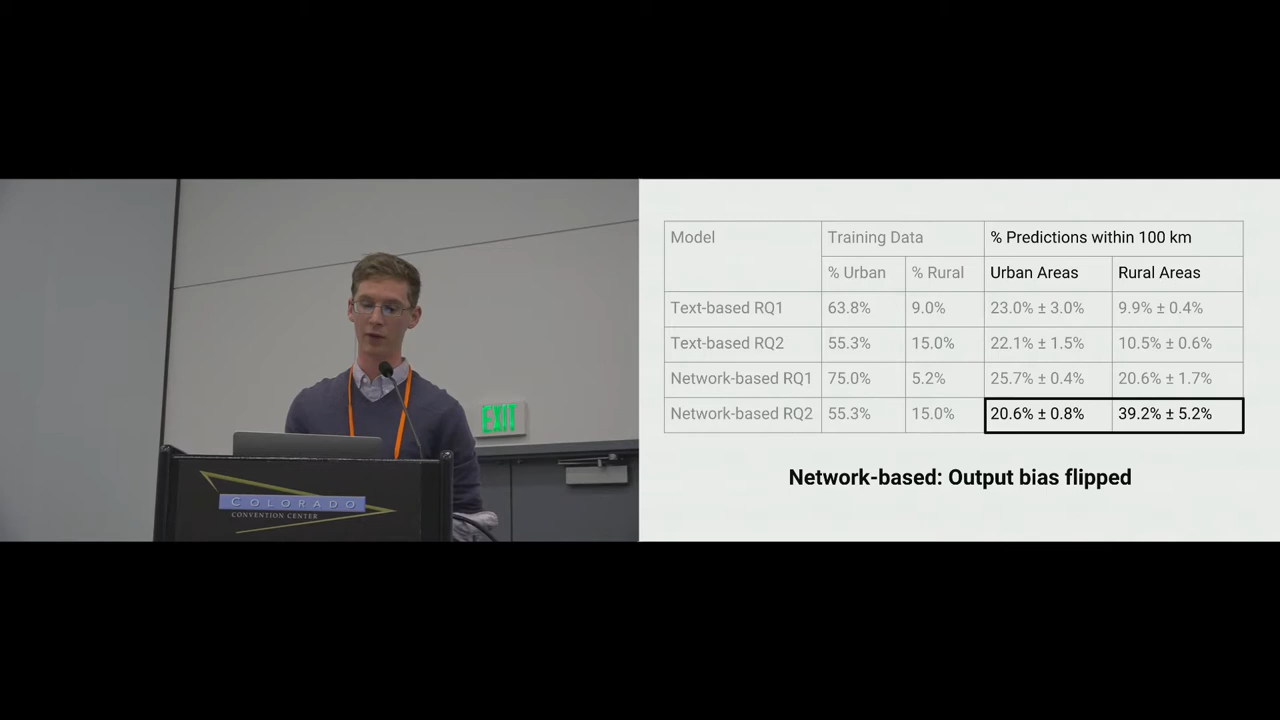 EXIT
COLORADO
CONVENTION CENTER
Model Training Data % Predictions within 100 km
% Urban % Rural Urban Areas Rural Areas
Text-based RQ1 63.8% 9.0% 23.0% ± 3.0% 9.9% ± 0.4%
Text-based RQ2 55.3% 15.0% 22.1% ± 1.5% 10.5% ± 0.6%
Network-based RQ1 75.0% 5.2% 25.7% ± 0.4% 20.6% ± 1.7%
Network-based RQ2 55.3% 15.0% 20.6% ± 0.8% 39.2% ± 5.2%
Network-based: Output bias flipped